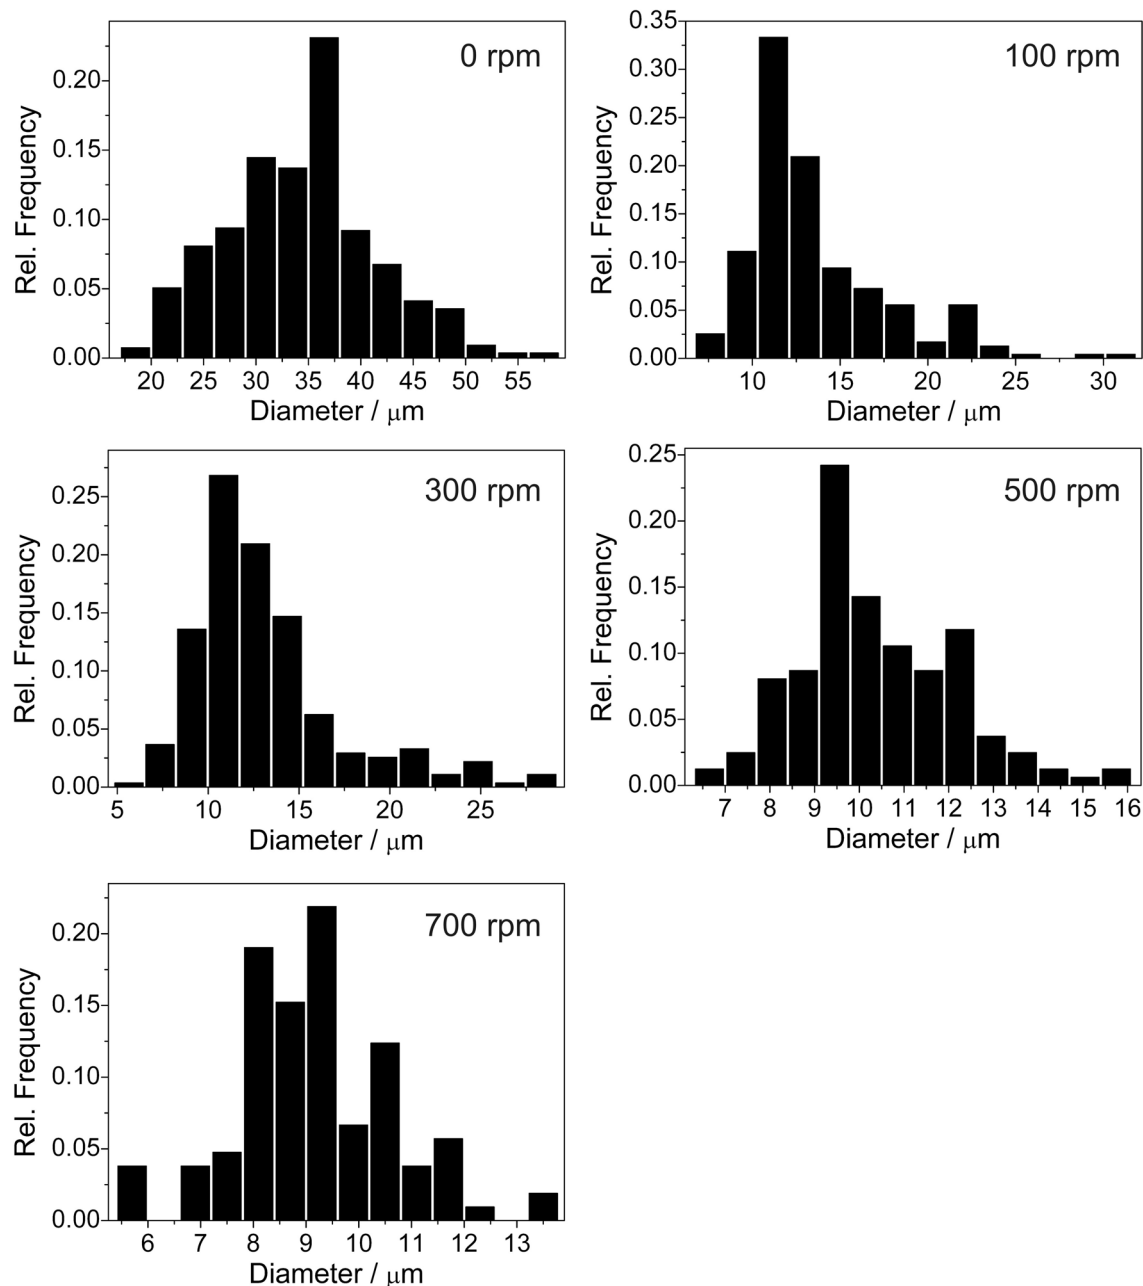 0 rpm
Rel. Frequency
0.20
0.15
0.10
0.05
0.00
20 25 30 35 40 45 50 55
Diameter / μm
100 rpm
Rel. Frequency
0.35
0.30
0.25
0.20
0.15
0.10
0.05
0.00
10 15 20 25 30
Diameter / μm
300 rpm
Rel. Frequency
0.25
0.20
0.15
0.10
0.05
0.00
5 10 15 20 25
Diameter / μm
500 rpm
Rel. Frequency
0.25
0.20
0.15
0.10
0.05
0.00
7 8 9 10 11 12 13 14 15 16
Diameter / μm
700 rpm
Rel. Frequency
0.20
0.15
0.10
0.05
0.00
6 7 8 9 10 11 12 13
Diameter / μm